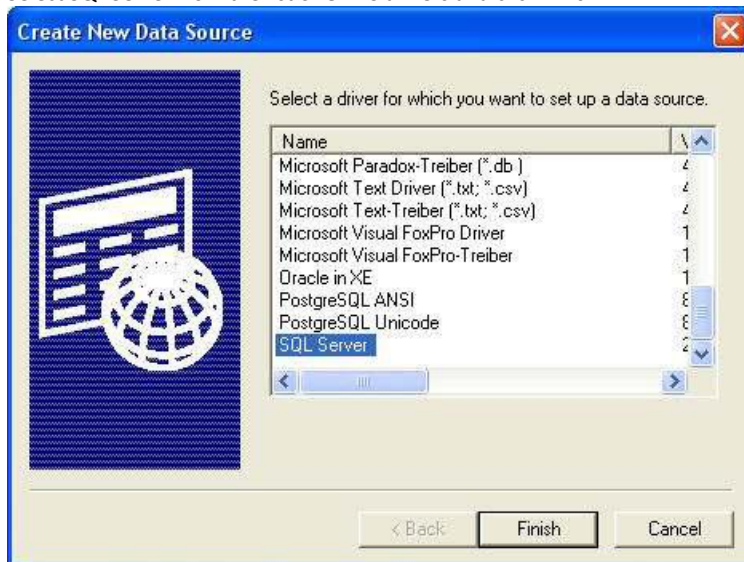 Create New Data Source
Select a driver for which you want to set up a data source.
Name
Microsoft Paradox-Treiber (*.db )
Microsoft Text Driver (*.txt; *.csv)
Microsoft Text-Treiber (*.txt; *.csv)
Microsoft Visual FoxPro Driver
Microsoft Visual FoxPro-Treiber
Oracle in XE
PostgreSQL ANSI
PostgreSQL Unicode
SQL Server
< Back Finish Cancel